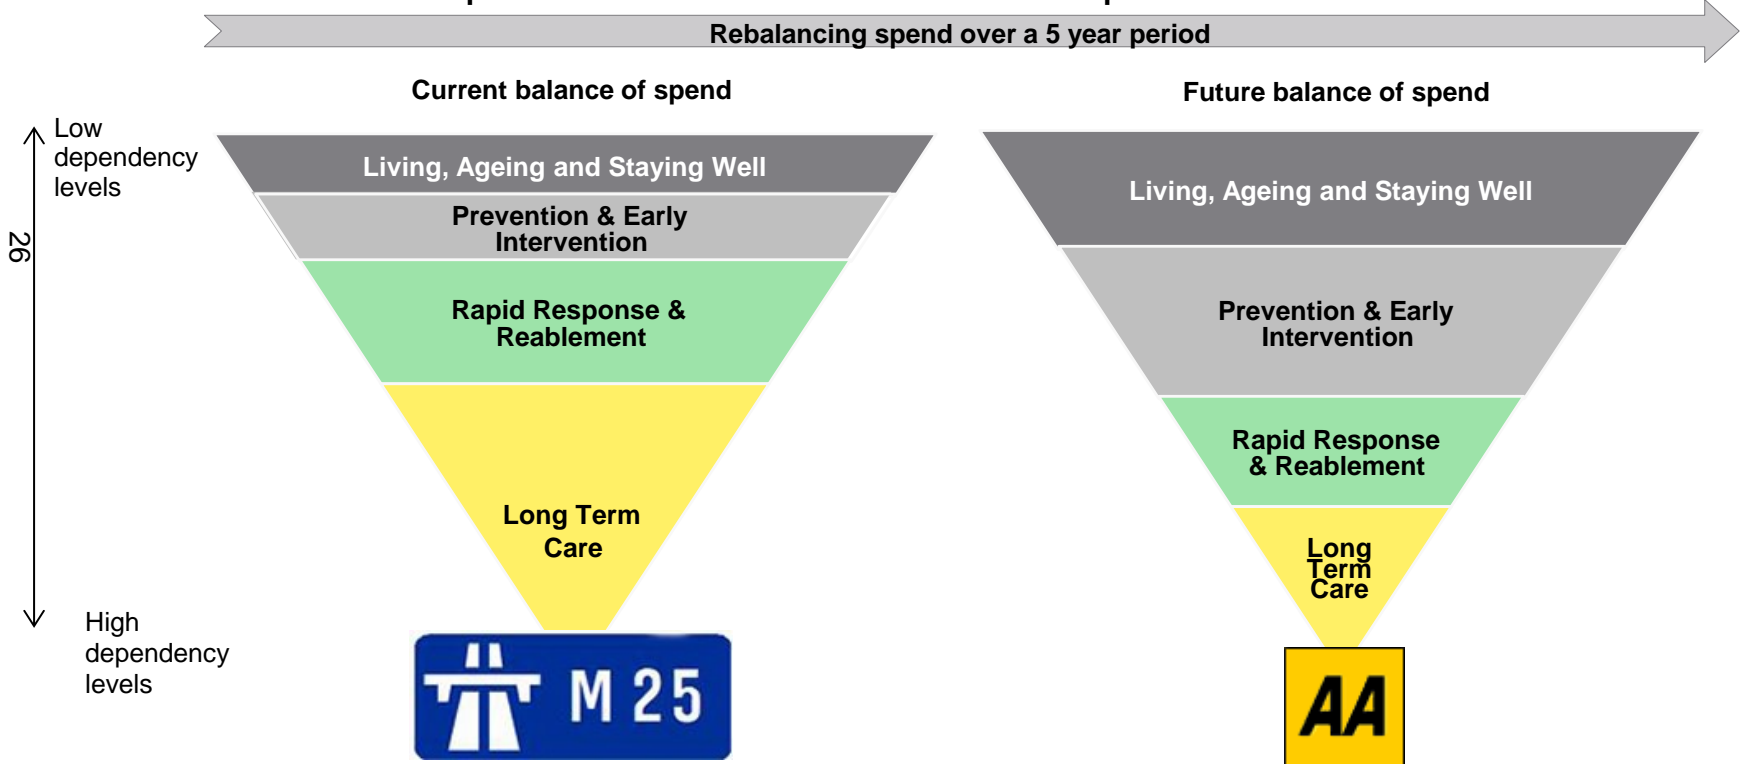 Rebalancing spend over a 5 year period
Current balance of spend
Future balance of spend
Low
dependency
levels
26
Living, Ageing and Staying Well
Prevention & Early
Intervention
Rapid Response &
Reablement
Long Term
Care
Living, Ageing and Staying Well
Prevention & Early
Intervention
Rapid Response
& Reablement
Long
Term
Care
High
dependency
levels
M 25
AA